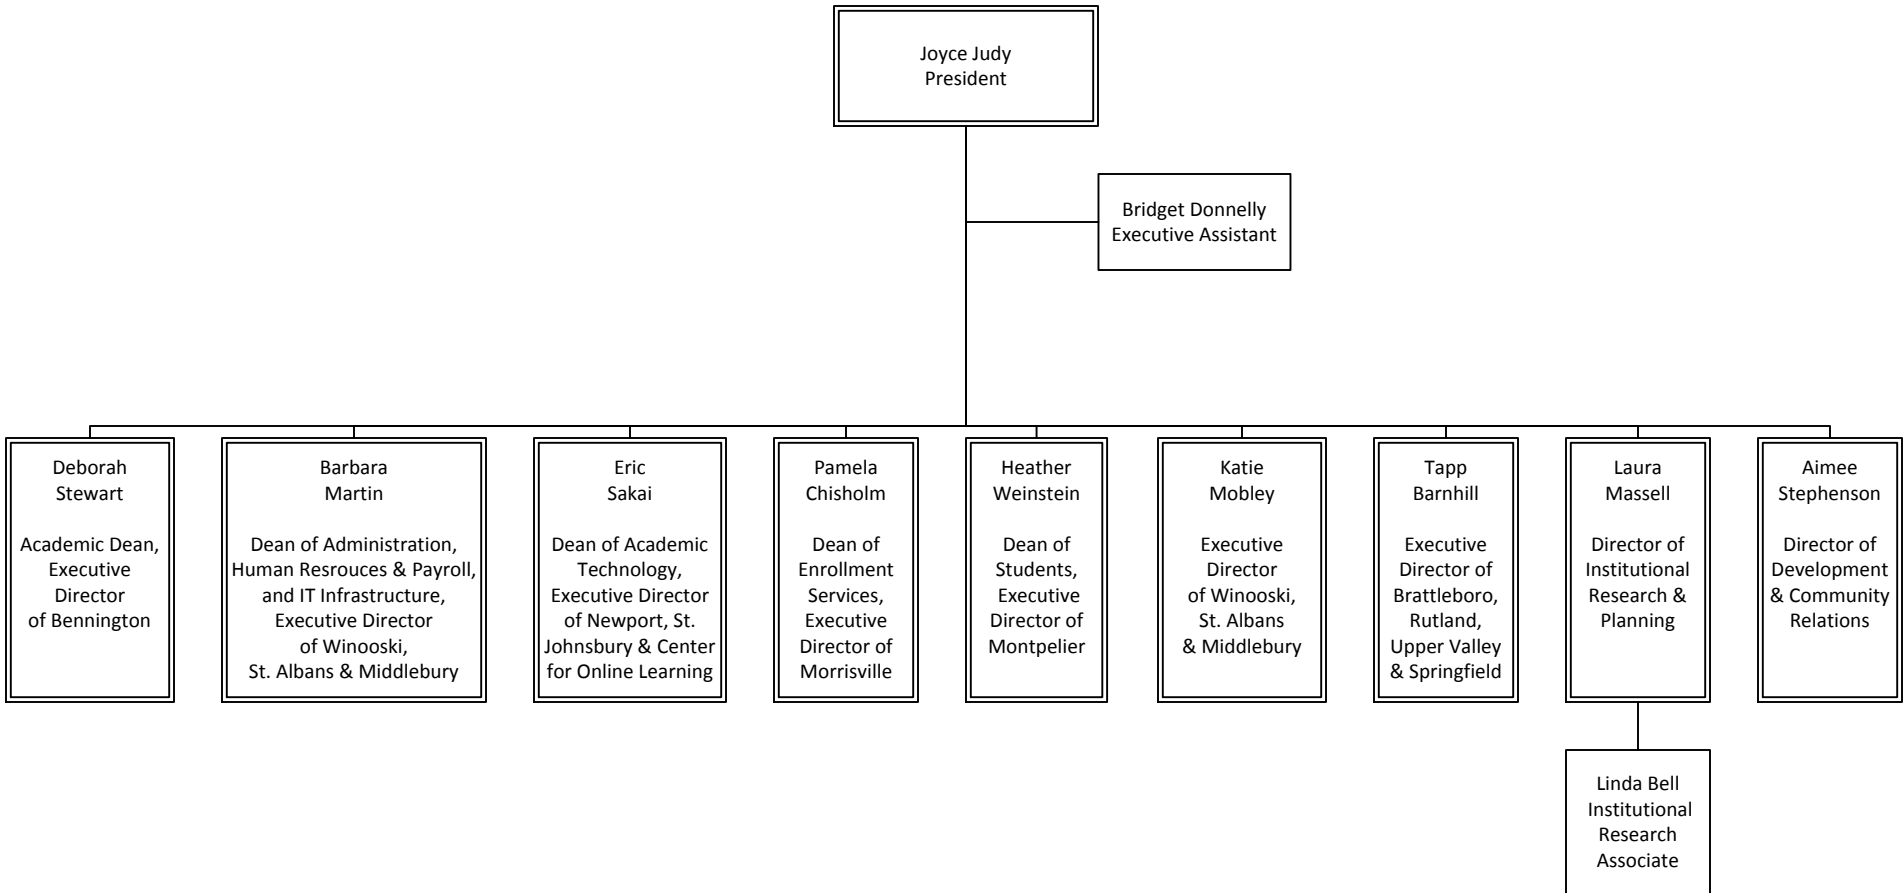 Joyce Judy
President
Bridget Donnelly
Executive Assistant
Deborah
Stewart
Academic Dean,
Executive
Director
of Bennington
Barbara
Martin
Dean of Administration,
Human Resrouces & Payroll,
and IT Infrastructure,
Executive Director
of Winooski,
St. Albans & Middlebury
Eric
Sakai
Dean of Academic
Technology,
Executive Director
of Newport, St.
Johnsbury & Center
for Online Learning
Pamela
Chisholm
Dean of
Enrollment
Services,
Executive
Director of
Morrisville
Heather
Weinstein
Dean of
Students,
Executive
Director of
Montpelier
Katie
Mobley
Executive
Director
of Winooski,
St. Albans
& Middlebury
Tapp
Barnhill
Executive
Director of
Brattleboro,
Rutland,
Upper Valley
& Springfield
Laura
Massell
Director of
Institutional
Research &
Planning
Aimee
Stephenson
Director of
Development
& Community
Relations
Linda Bell
Institutional
Research
Associate